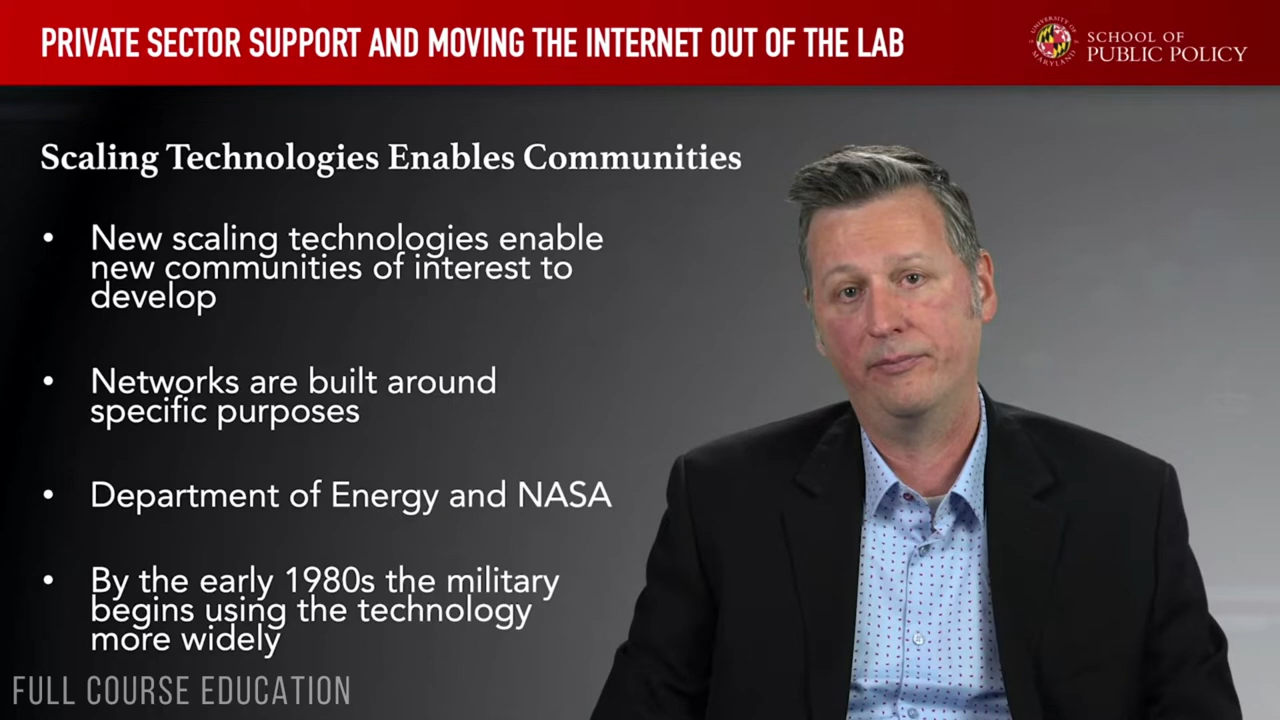 PRIVATE SECTOR SUPPORT AND MOVING THE INTERNET OUT OF THE LAB
UNIVERSITY OF
MARYLAND
SCHOOL OF
PUBLIC POLICY
Scaling Technologies Enables Communities
• New scaling technologies enable
new communities of interest to
develop
• Networks are built around
specific purposes
• Department of Energy and NASA
• By the early 1980s the military
begins using the technology
more widely
FULL COURSE EDUCATION